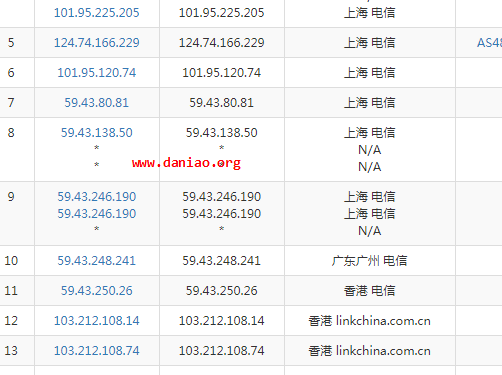 101.95.225.205 101.95.225.205 上海 电信
5 124.74.166.229 124.74.166.229 上海 电信 AS48
6 101.95.120.74 101.95.120.74 上海 电信
7 59.43.80.81 59.43.80.81 上海 电信
8 59.43.138.50 59.43.138.50 上海 电信
* * N/A
* * N/A
www.daniao.org
9 59.43.246.190 59.43.246.190 上海 电信
59.43.246.190 59.43.246.190 上海 电信
* * N/A
10 59.43.248.241 59.43.248.241 广东广州 电信
11 59.43.250.26 59.43.250.26 香港 电信
12 103.212.108.14 103.212.108.14 香港 linkchina.com.cn
13 103.212.108.74 103.212.108.74 香港 linkchina.com.cn